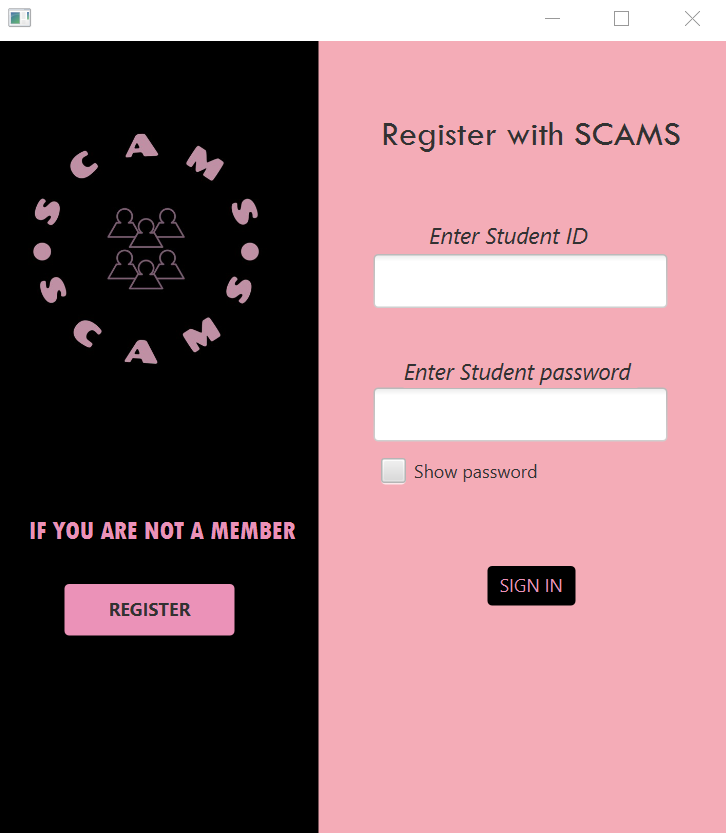 SCAMS
SCAMS
IF YOU ARE NOT A MEMBER
REGISTER
Register with SCAMS
Enter Student ID
Enter Student password
Show password
SIGN IN